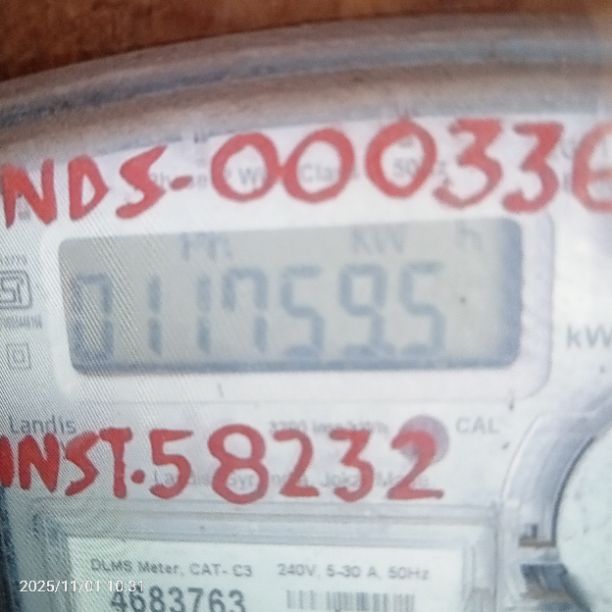 NDS-000336
KW h
0117595
kW
Landis
CAL
INST.58232
DLMS Meter, CAT- C3 240V, 5-30 A, 50Hz
4683763
2025/11/01 10:31